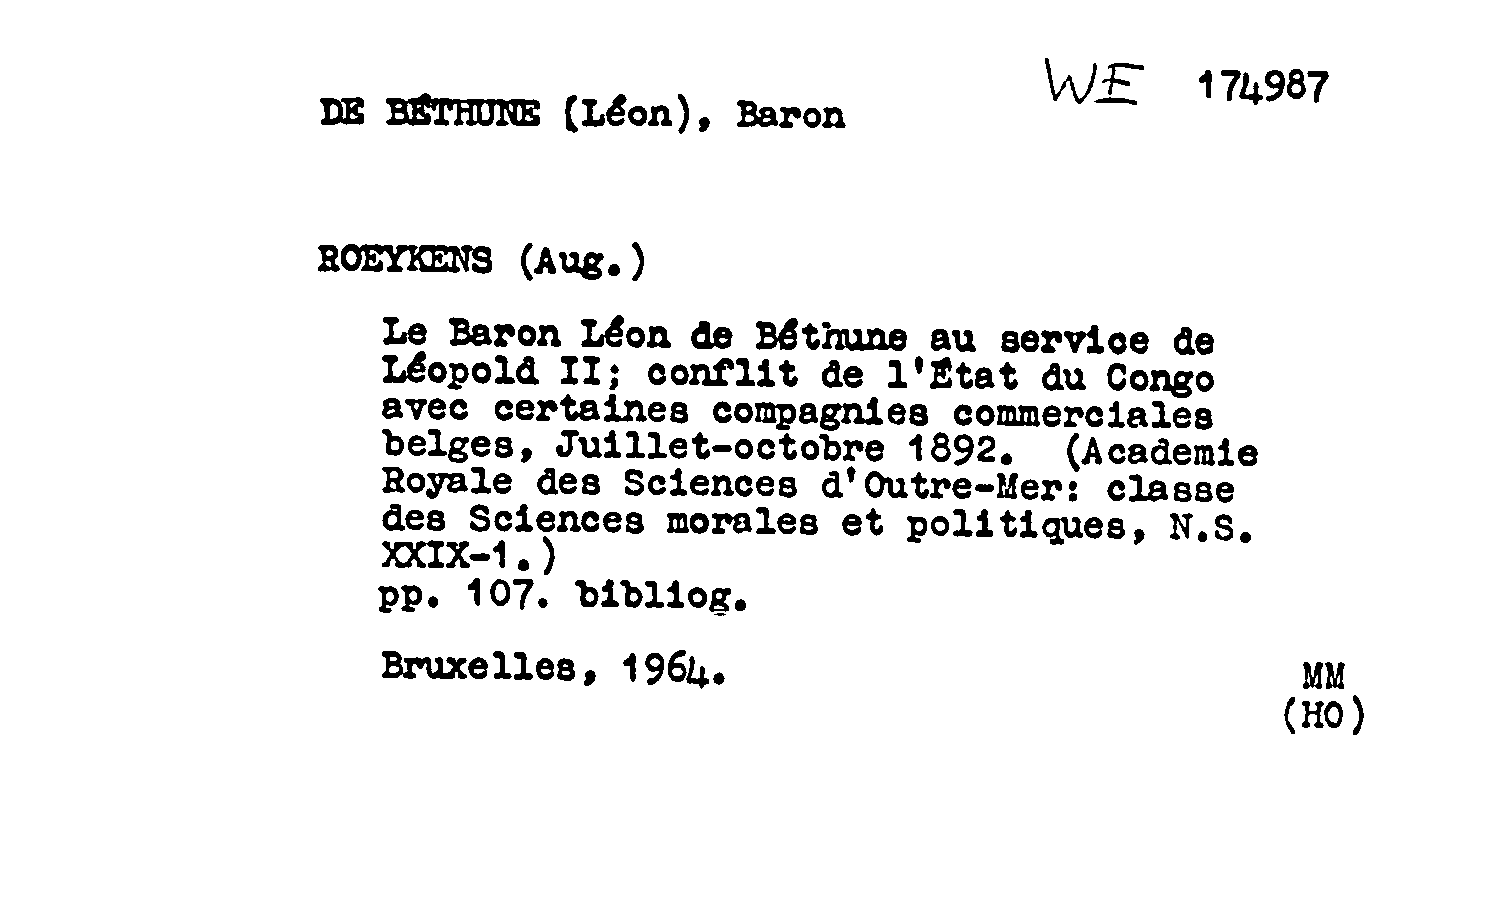 WE 174987
DE BÉTHUNE (Léon), Baron
ROEYKENS (Aug.)
Le Baron Léon de Béthune au service de
Léopold II; conflit de l'État du Congo
avec certaines compagnies commerciales
belges, Juillet-octobre 1892. (Academie
Royale des Sciences d'Outre-Mer: classe
des Sciences morales et politiques, N.S.
XXIX-1.)
pp. 107. bibliog.
Bruxelles, 1964.
MM
(HO)